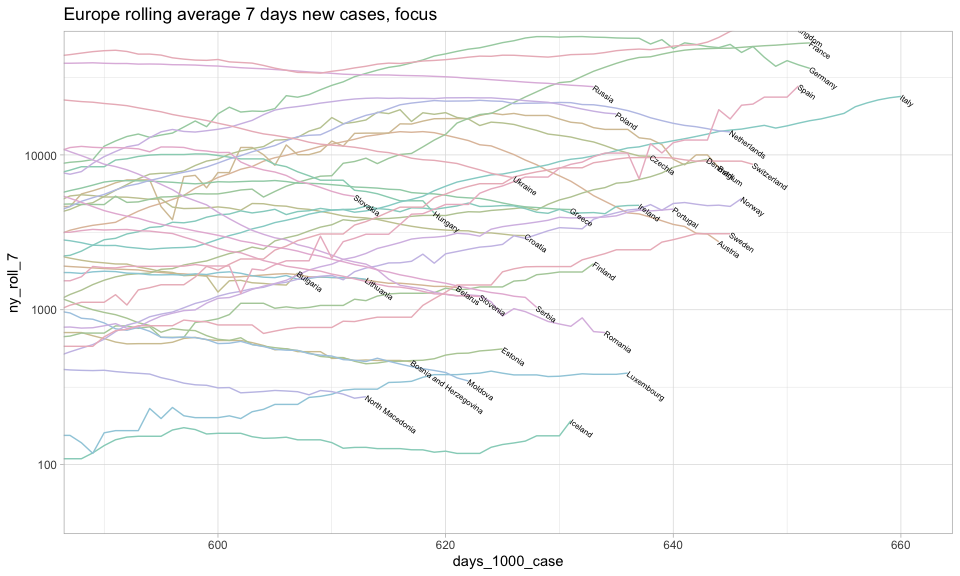 Europe rolling average 7 days new cases, focus
ngdom
France
Germany
Spain
Italy
Russia
Poland
Netherlands
10000
Czechia
Switzerland
Ukraine
Norway
Slovakia
Hungary
Greece
Ireland
Portugal
Croatia
Sweden
Austria
ny_roll_7
Finland
Bulgaria
Lithuania
Belarus
Slovenia
1000
Serbia
Romania
Estonia
Bosnia and Herzegovina
Moldova
Luxembourg
North Macedonia
Iceland
100
600
620
640
660
days_1000_case